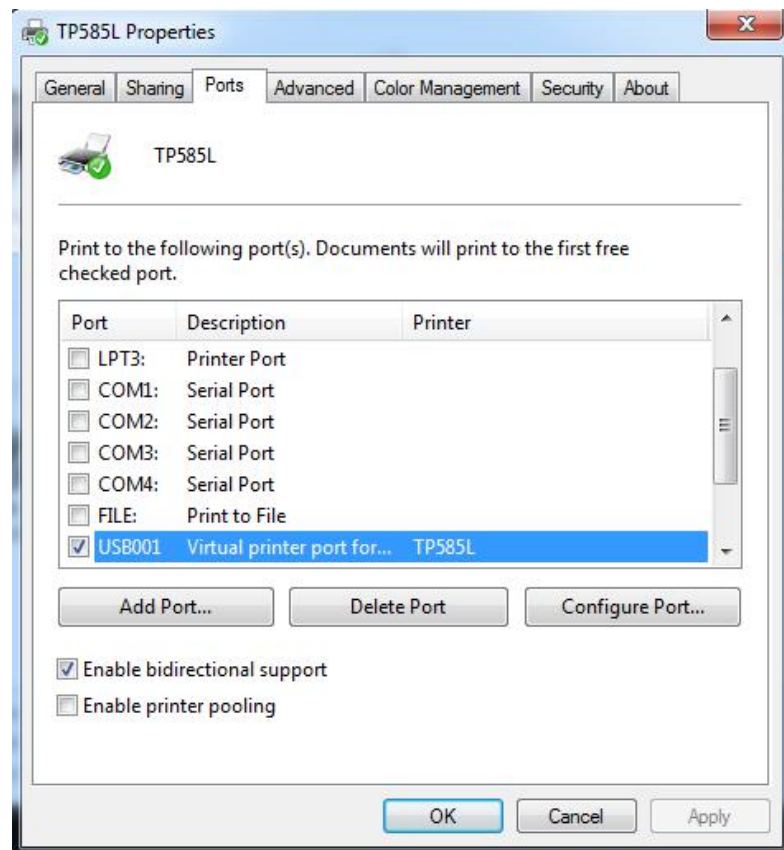 TP585L Properties
General Sharing Ports Advanced Color Management Security About
TP585L
Print to the following port(s). Documents will print to the first free
checked port.
Port Description Printer
LPT3: Printer Port
COM1: Serial Port
COM2: Serial Port
COM3: Serial Port
COM4: Serial Port
FILE: Print to File
USB001 Virtual printer port for... TP585L
Add Port... Delete Port Configure Port...
Enable bidirectional support
Enable printer pooling
OK Cancel Apply